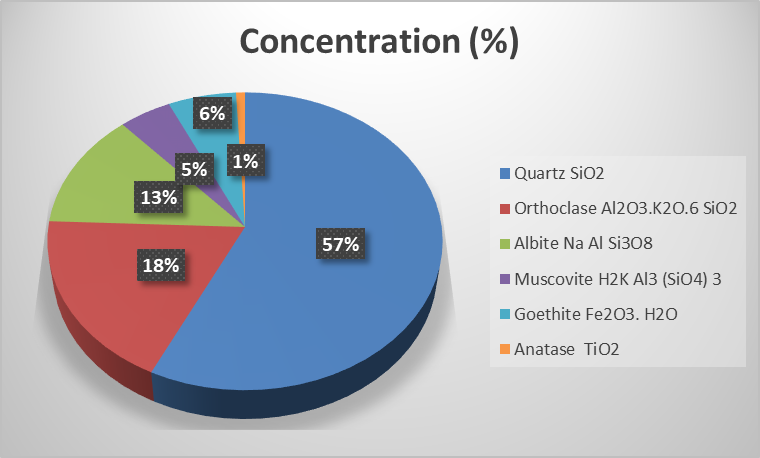 Concentration (%)
6%
1%
5%
13%
57%
18%
Quartz SiO2
Orthoclase Al2O3.K2O.6 SiO2
Albite Na Al Si3O8
Muscovite H2K Al3 (SiO4) 3
Goethite Fe2O3. H2O
Anatase  TiO2